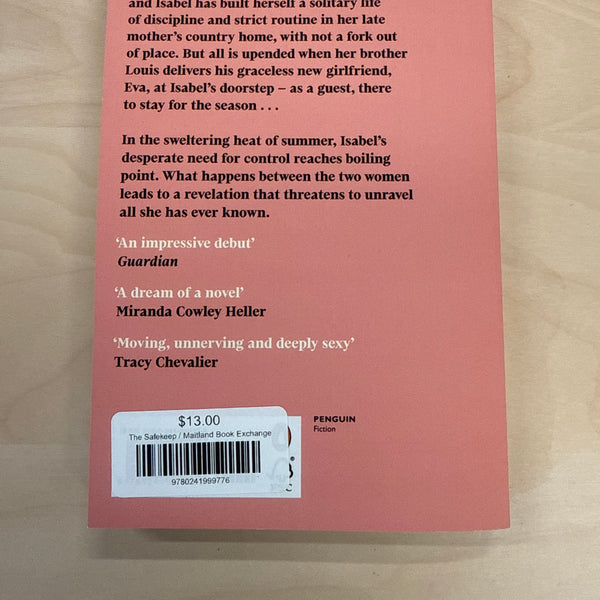 and Isabel has built herself a solitary life
of discipline and strict routine in her late
mother's country home, with not a fork out
of place. But all is upended when her brother
Louis delivers his graceless new girlfriend,
Eva, at Isabel's doorstep – as a guest, there
to stay for the season . . .
In the sweltering heat of summer, Isabel's
desperate need for control reaches boiling
point. What happens between the two women
leads to a revelation that threatens to unravel
all she has ever known.
‘An impressive debut’
Guardian
‘A dream of a novel’
Miranda Cowley Heller
‘Moving, unnerving and deeply sexy’
Tracy Chevalier
$13.00
The Safekeep / Maitland Book Exchange
9780241999776
PENGUIN
Fiction